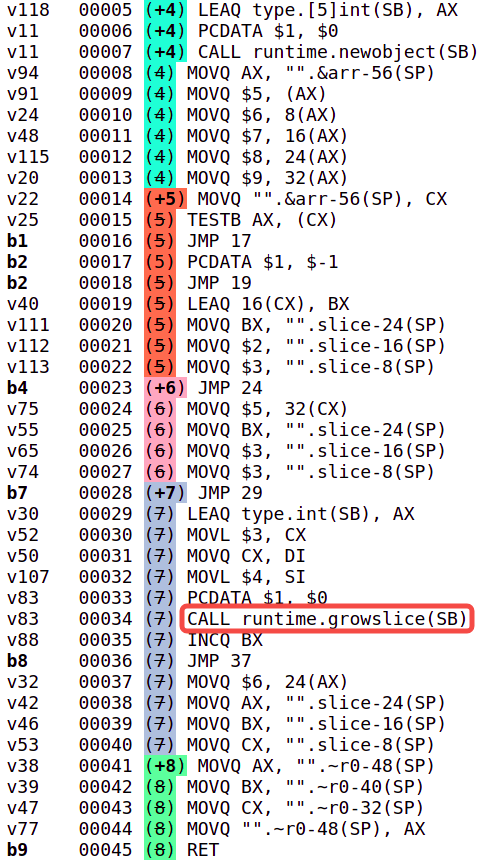 v118 00005 (+4) LEAQ type.[5]int(SB), AX
v11 00006 (+4) PCDATA $1, $0
v11 00007 (+4) CALL runtime.newobject(SB)
v94 00008 (4) MOVQ AX, "".&arr-56(SP)
v91 00009 (4) MOVQ $5, (AX)
v24 00010 (4) MOVQ $6, 8(AX)
v48 00011 (4) MOVQ $7, 16(AX)
v115 00012 (4) MOVQ $8, 24(AX)
v20 00013 (4) MOVQ $9, 32(AX)
v22 00014 (+5) MOVQ "".&arr-56(SP), CX
v25 00015 (5) TESTB AX, (CX)
b1 00016 (5) JMP 17
b2 00017 (5) PCDATA $1, $-1
b2 00018 (5) JMP 19
v40 00019 (5) LEAQ 16(CX), BX
v111 00020 (5) MOVQ BX, "".slice-24(SP)
v112 00021 (5) MOVQ $2, "".slice-16(SP)
v113 00022 (5) MOVQ $3, "".slice-8(SP)
b4 00023 (+6) JMP 24
v75 00024 (6) MOVQ $5, 32(CX)
v55 00025 (6) MOVQ BX, "".slice-24(SP)
v65 00026 (6) MOVQ $3, "".slice-16(SP)
v74 00027 (6) MOVQ $3, "".slice-8(SP)
b7 00028 (+7) JMP 29
v30 00029 (7) LEAQ type.int(SB), AX
v52 00030 (7) MOVL $3, CX
v50 00031 (7) MOVQ CX, DI
v107 00032 (7) MOVL $4, SI
v83 00033 (7) PCDATA $1, $0
v83 00034 (7) CALL runtime.growslice(SB)
v88 00035 (7) INCQ BX
b8 00036 (7) JMP 37
v32 00037 (7) MOVQ $6, 24(AX)
v42 00038 (7) MOVQ AX, "".slice-24(SP)
v46 00039 (7) MOVQ BX, "".slice-16(SP)
v53 00040 (7) MOVQ CX, "".slice-8(SP)
v38 00041 (+8) MOVQ AX, "".~r0-48(SP)
v39 00042 (8) MOVQ BX, "".~r0-40(SP)
v47 00043 (8) MOVQ CX, "".~r0-32(SP)
v77 00044 (8) MOVQ "".~r0-48(SP), AX
b9 00045 (8) RET